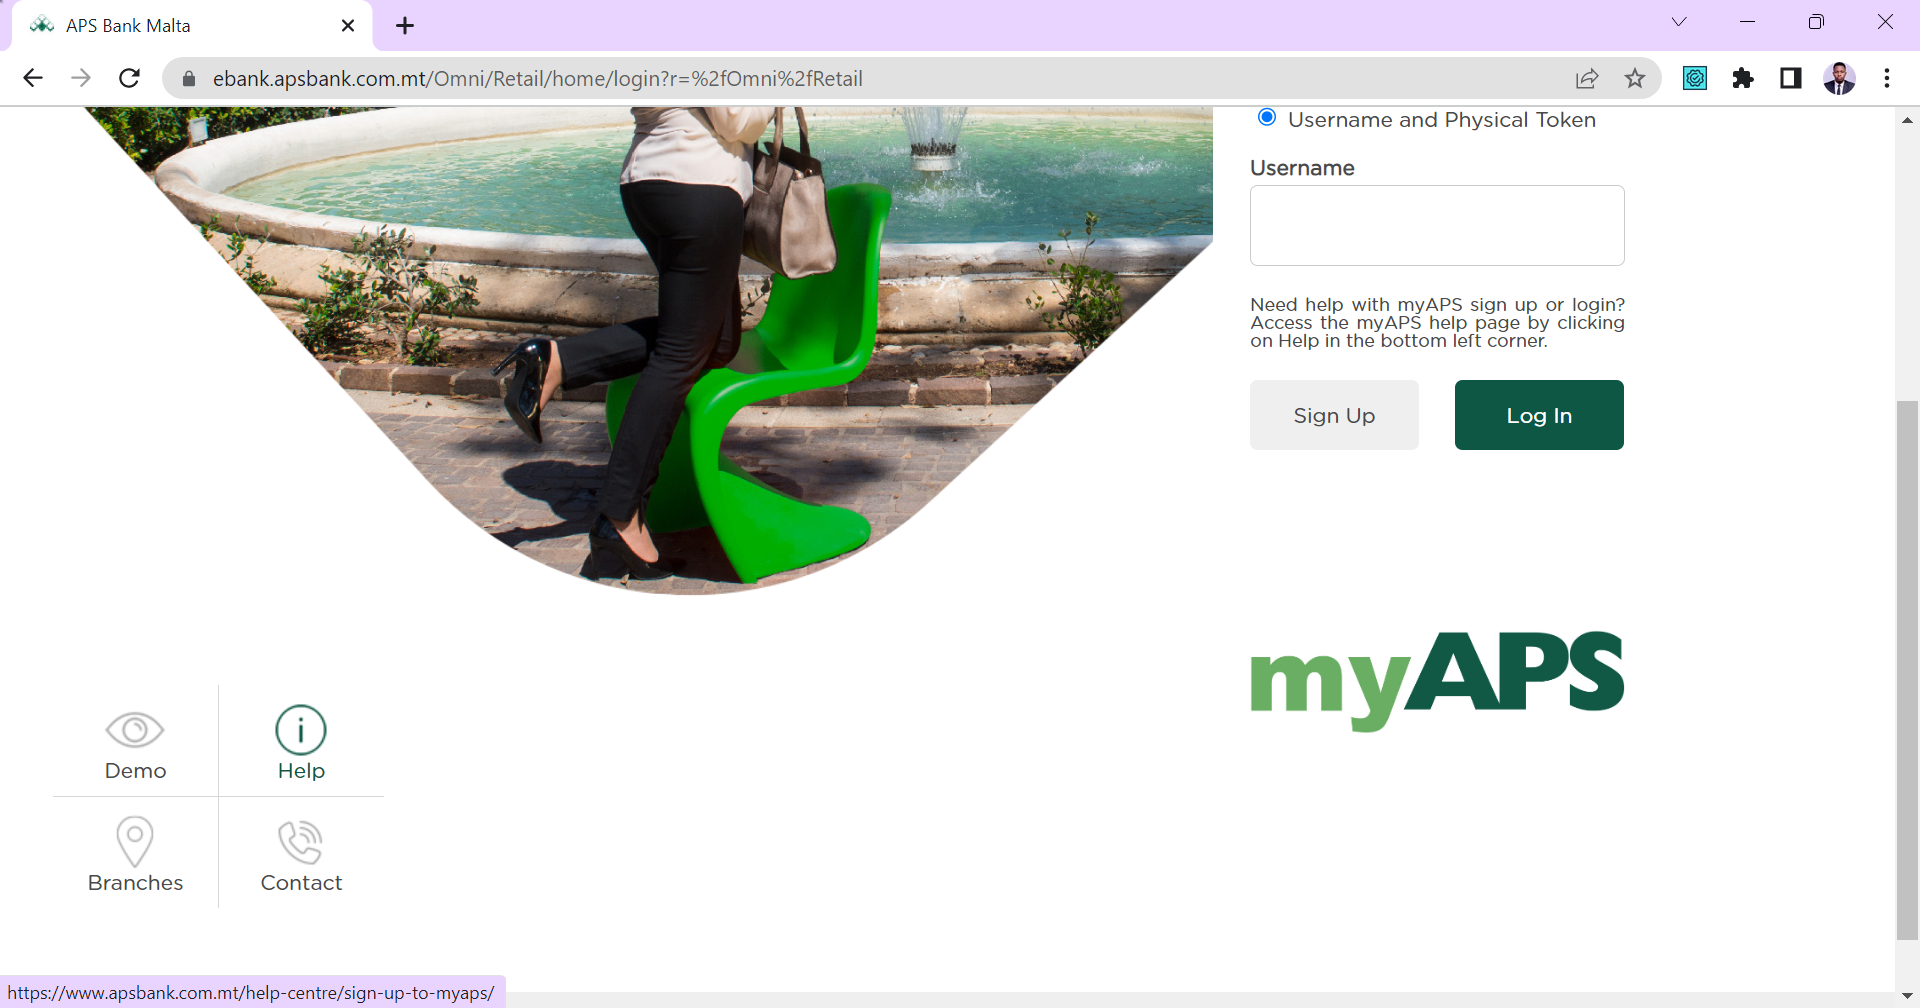 APS Bank Malta
ebank.apsbank.com.mt/Omni/Retail/home/login?r=%2fOmni%2fRetail
Username and Physical Token
Username
Need help with myAPS sign up or login?
Access the myAPS help page by clicking
on Help in the bottom left corner.
Sign Up
Log In
myAPS
Demo
Help
Branches
Contact
https://www.apsbank.com.mt/help-centre/sign-up-to-myaps/